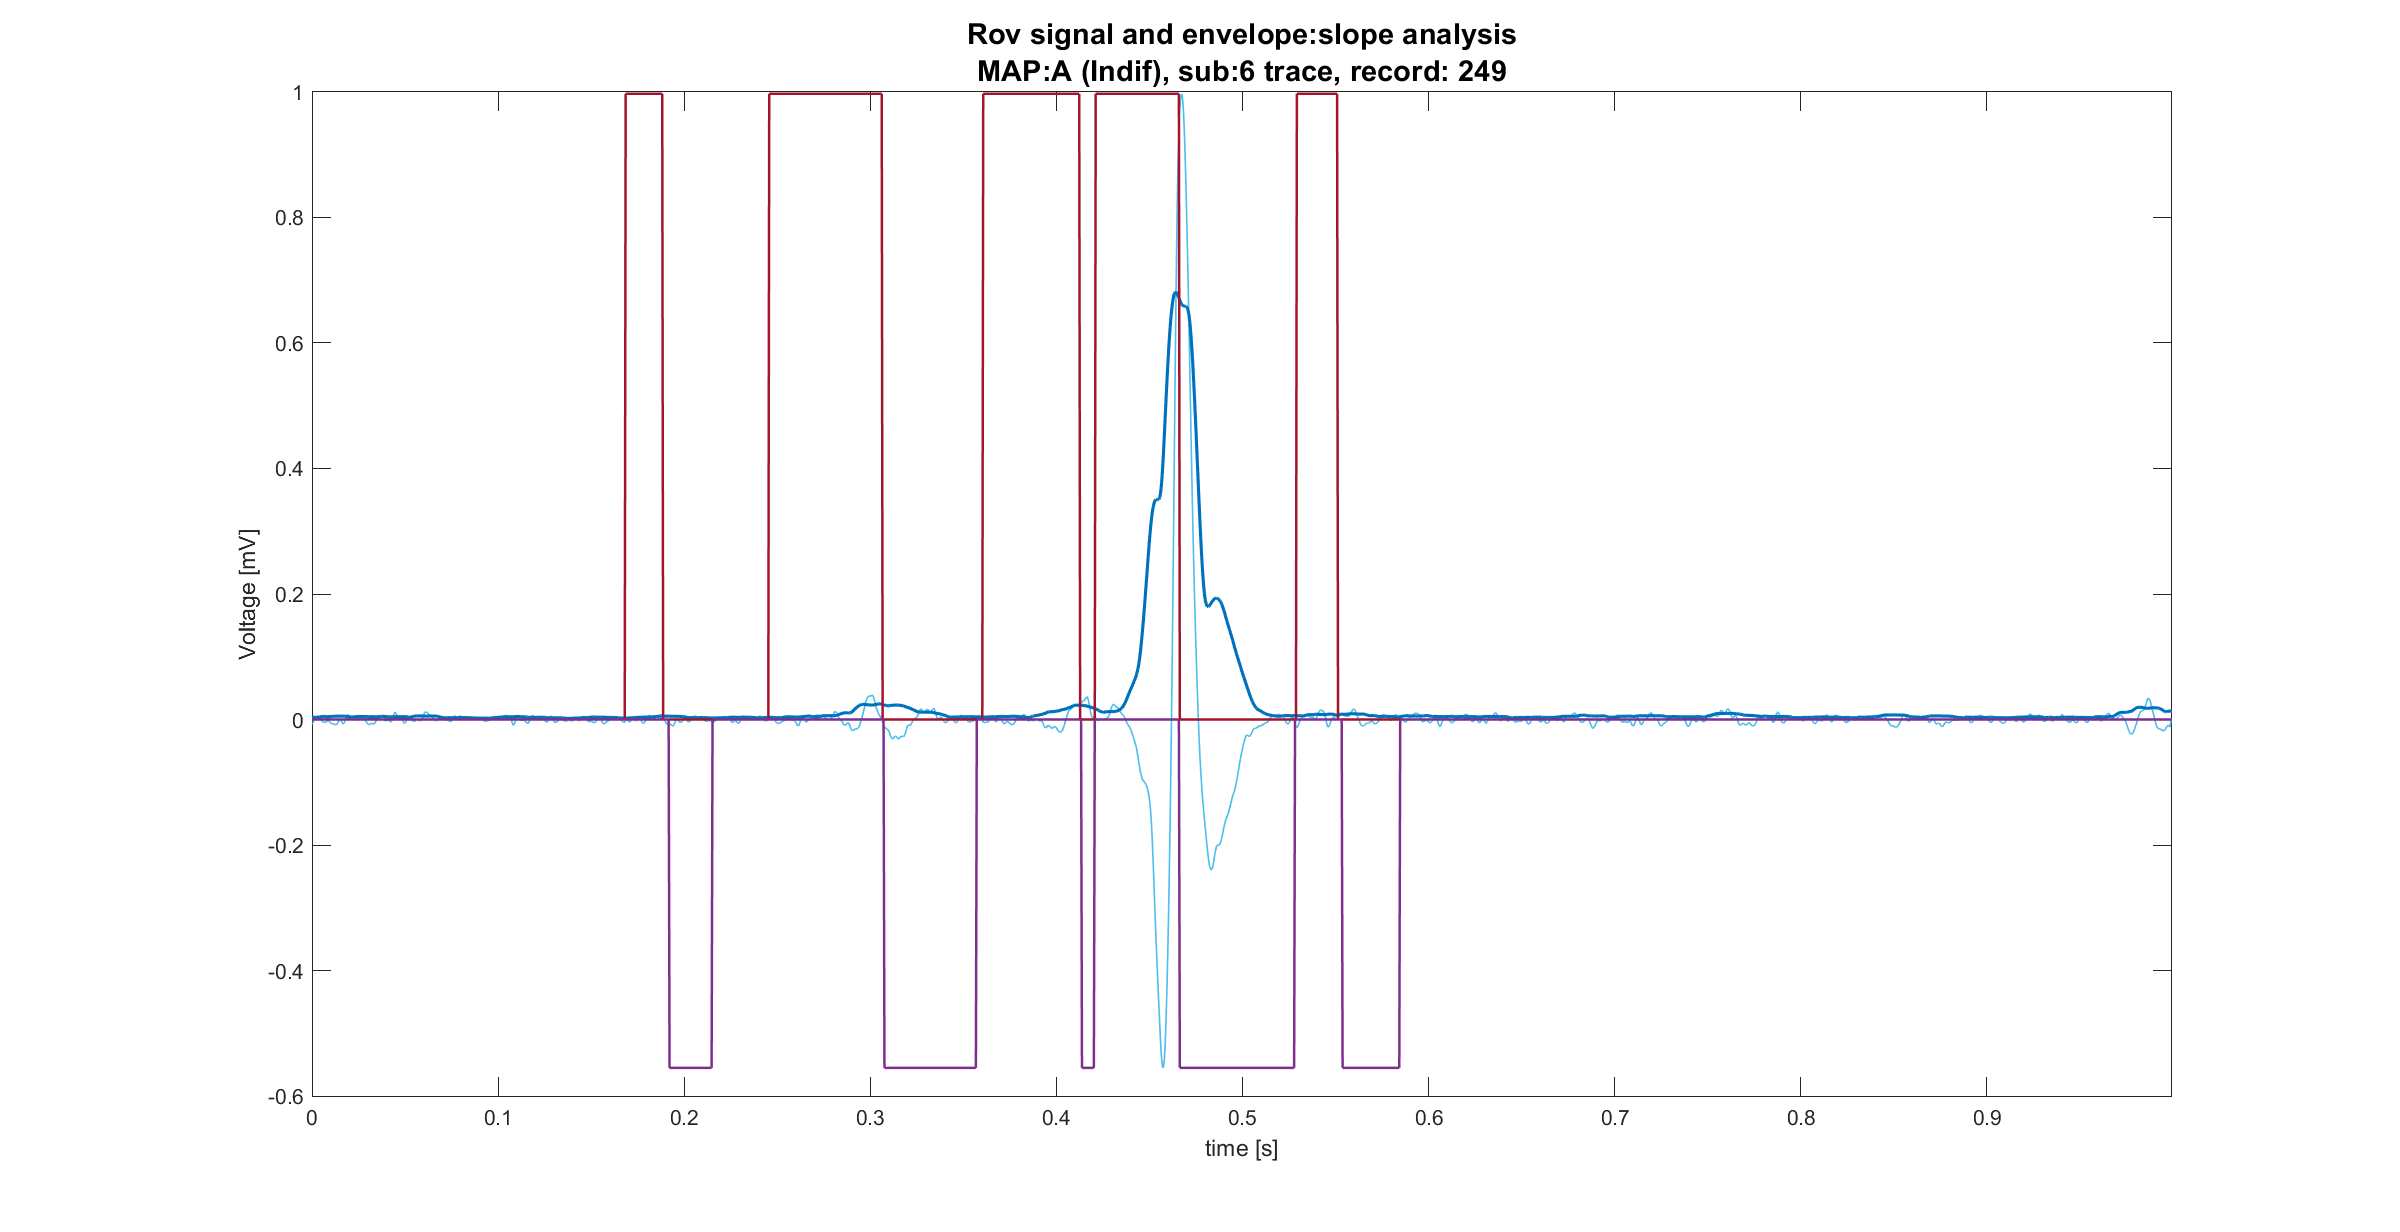 Rov signal and envelope:slope analysis
MAP:A (Indif), sub:6 trace, record: 249
1
0.8
0.6
0.4
0.2
0
-0.2
-0.4
-0.6
Voltage [mV]
0 0.1 0.2 0.3 0.4 0.5 0.6 0.7 0.8 0.9
time [s]